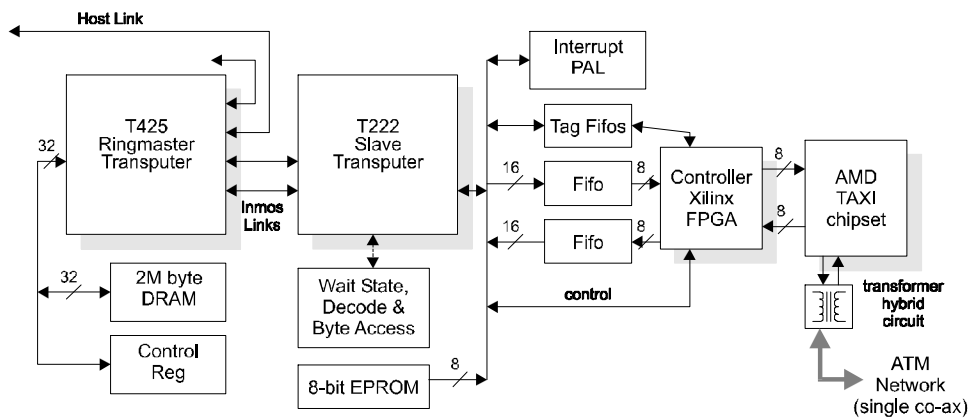 Host Link
T425
Ringmaster
Transputer
32
32
2M byte
DRAM
Control
Reg
Inmos
Links
T222
Slave
Transputer
Wait State,
Decode &
Byte Access
8-bit EPROM
8
Interrupt
PAL
Tag Fifos
16
Fifo
8
16
Fifo
8
control
Controller
Xilinx
FPGA
8
8
AMD
TAXI
chipset
transformer
hybrid
circuit
ATM
Network
(single co-ax)